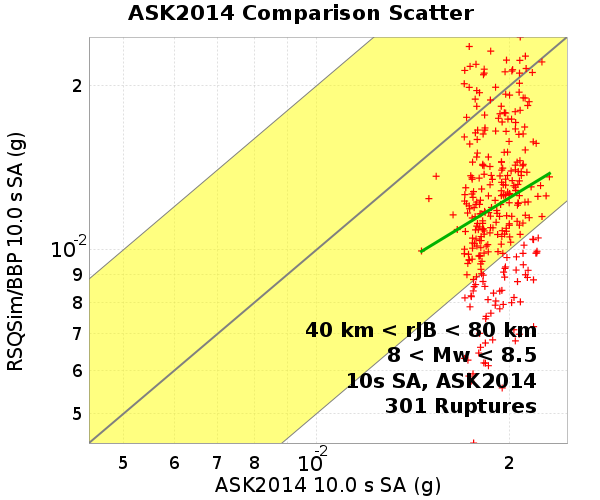 ASK2014 Comparison Scatter
RSQSim/BBP 10.0 s SA (g)
2
10-2
9
8
7
6
5
40 km < rJB < 80 km
8 < Mw < 8.5
10s SA, ASK2014
301 Ruptures
5 6 7 8 10-2 2
ASK2014 10.0 s SA (g)